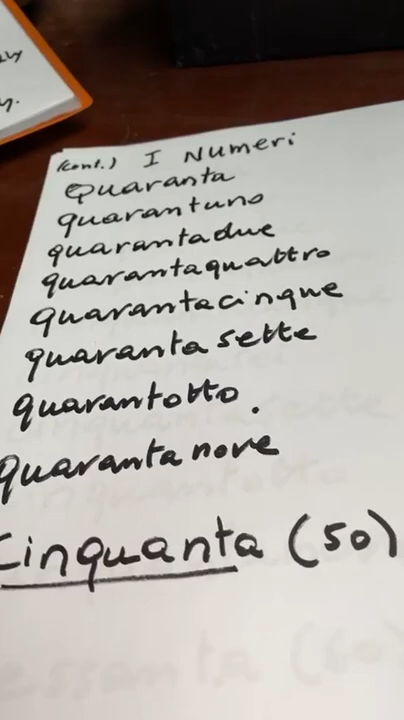 (cont.) I Numeri
Quaranta
quarantuno
quarantadue
quarantaquattro
quarantacinque
quarantasette
quarantotto.
quarantanove
Cinquanta (50)